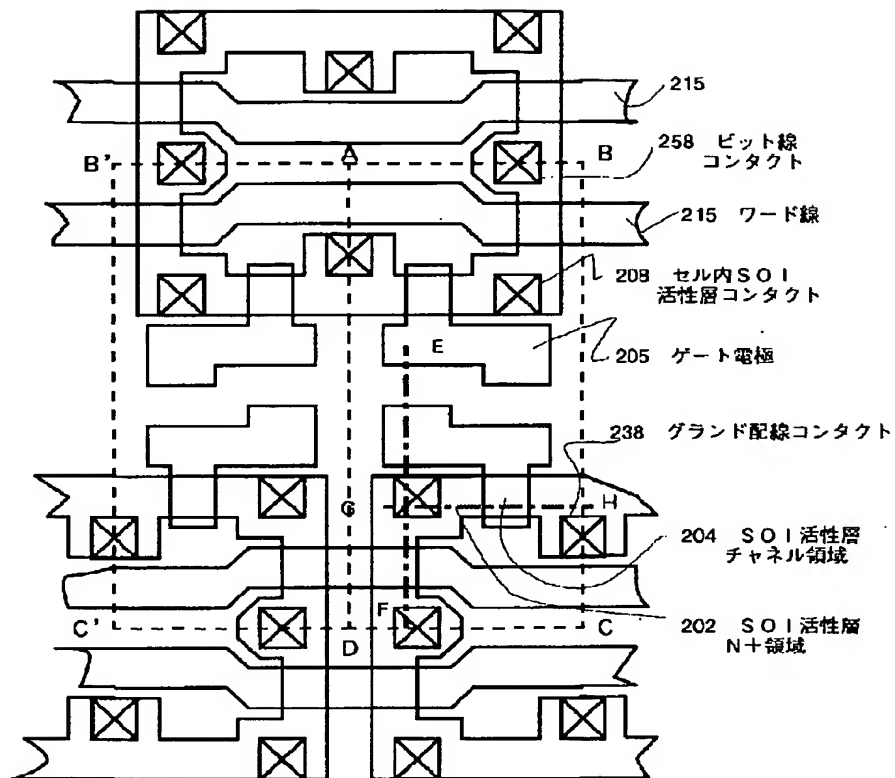 215
B'
A
B
258 ビット線
コンタクト
215 ワード線
208 セル内SOI
活性層コンタクト
E
205 ゲート電極
238 グランド配線コンタクト
G
H
204 SOI活性層
チャネル領域
F
C'
D
C
202 SOI活性層
N+領域